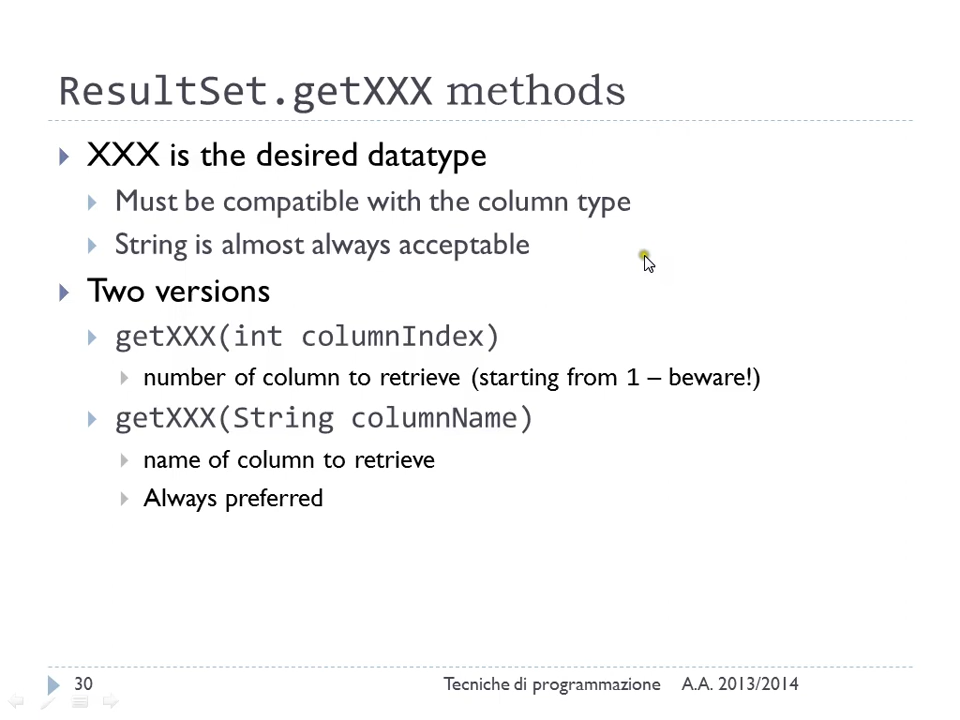 ResultSet.getXXX methods
XXX is the desired datatype
Must be compatible with the column type
String is almost always acceptable
Two versions
getXXX(int columnIndex)
number of column to retrieve (starting from 1 – beware!)
getXXX(String columnName)
name of column to retrieve
Always preferred
30 Tecniche di programmazione A.A. 2013/2014